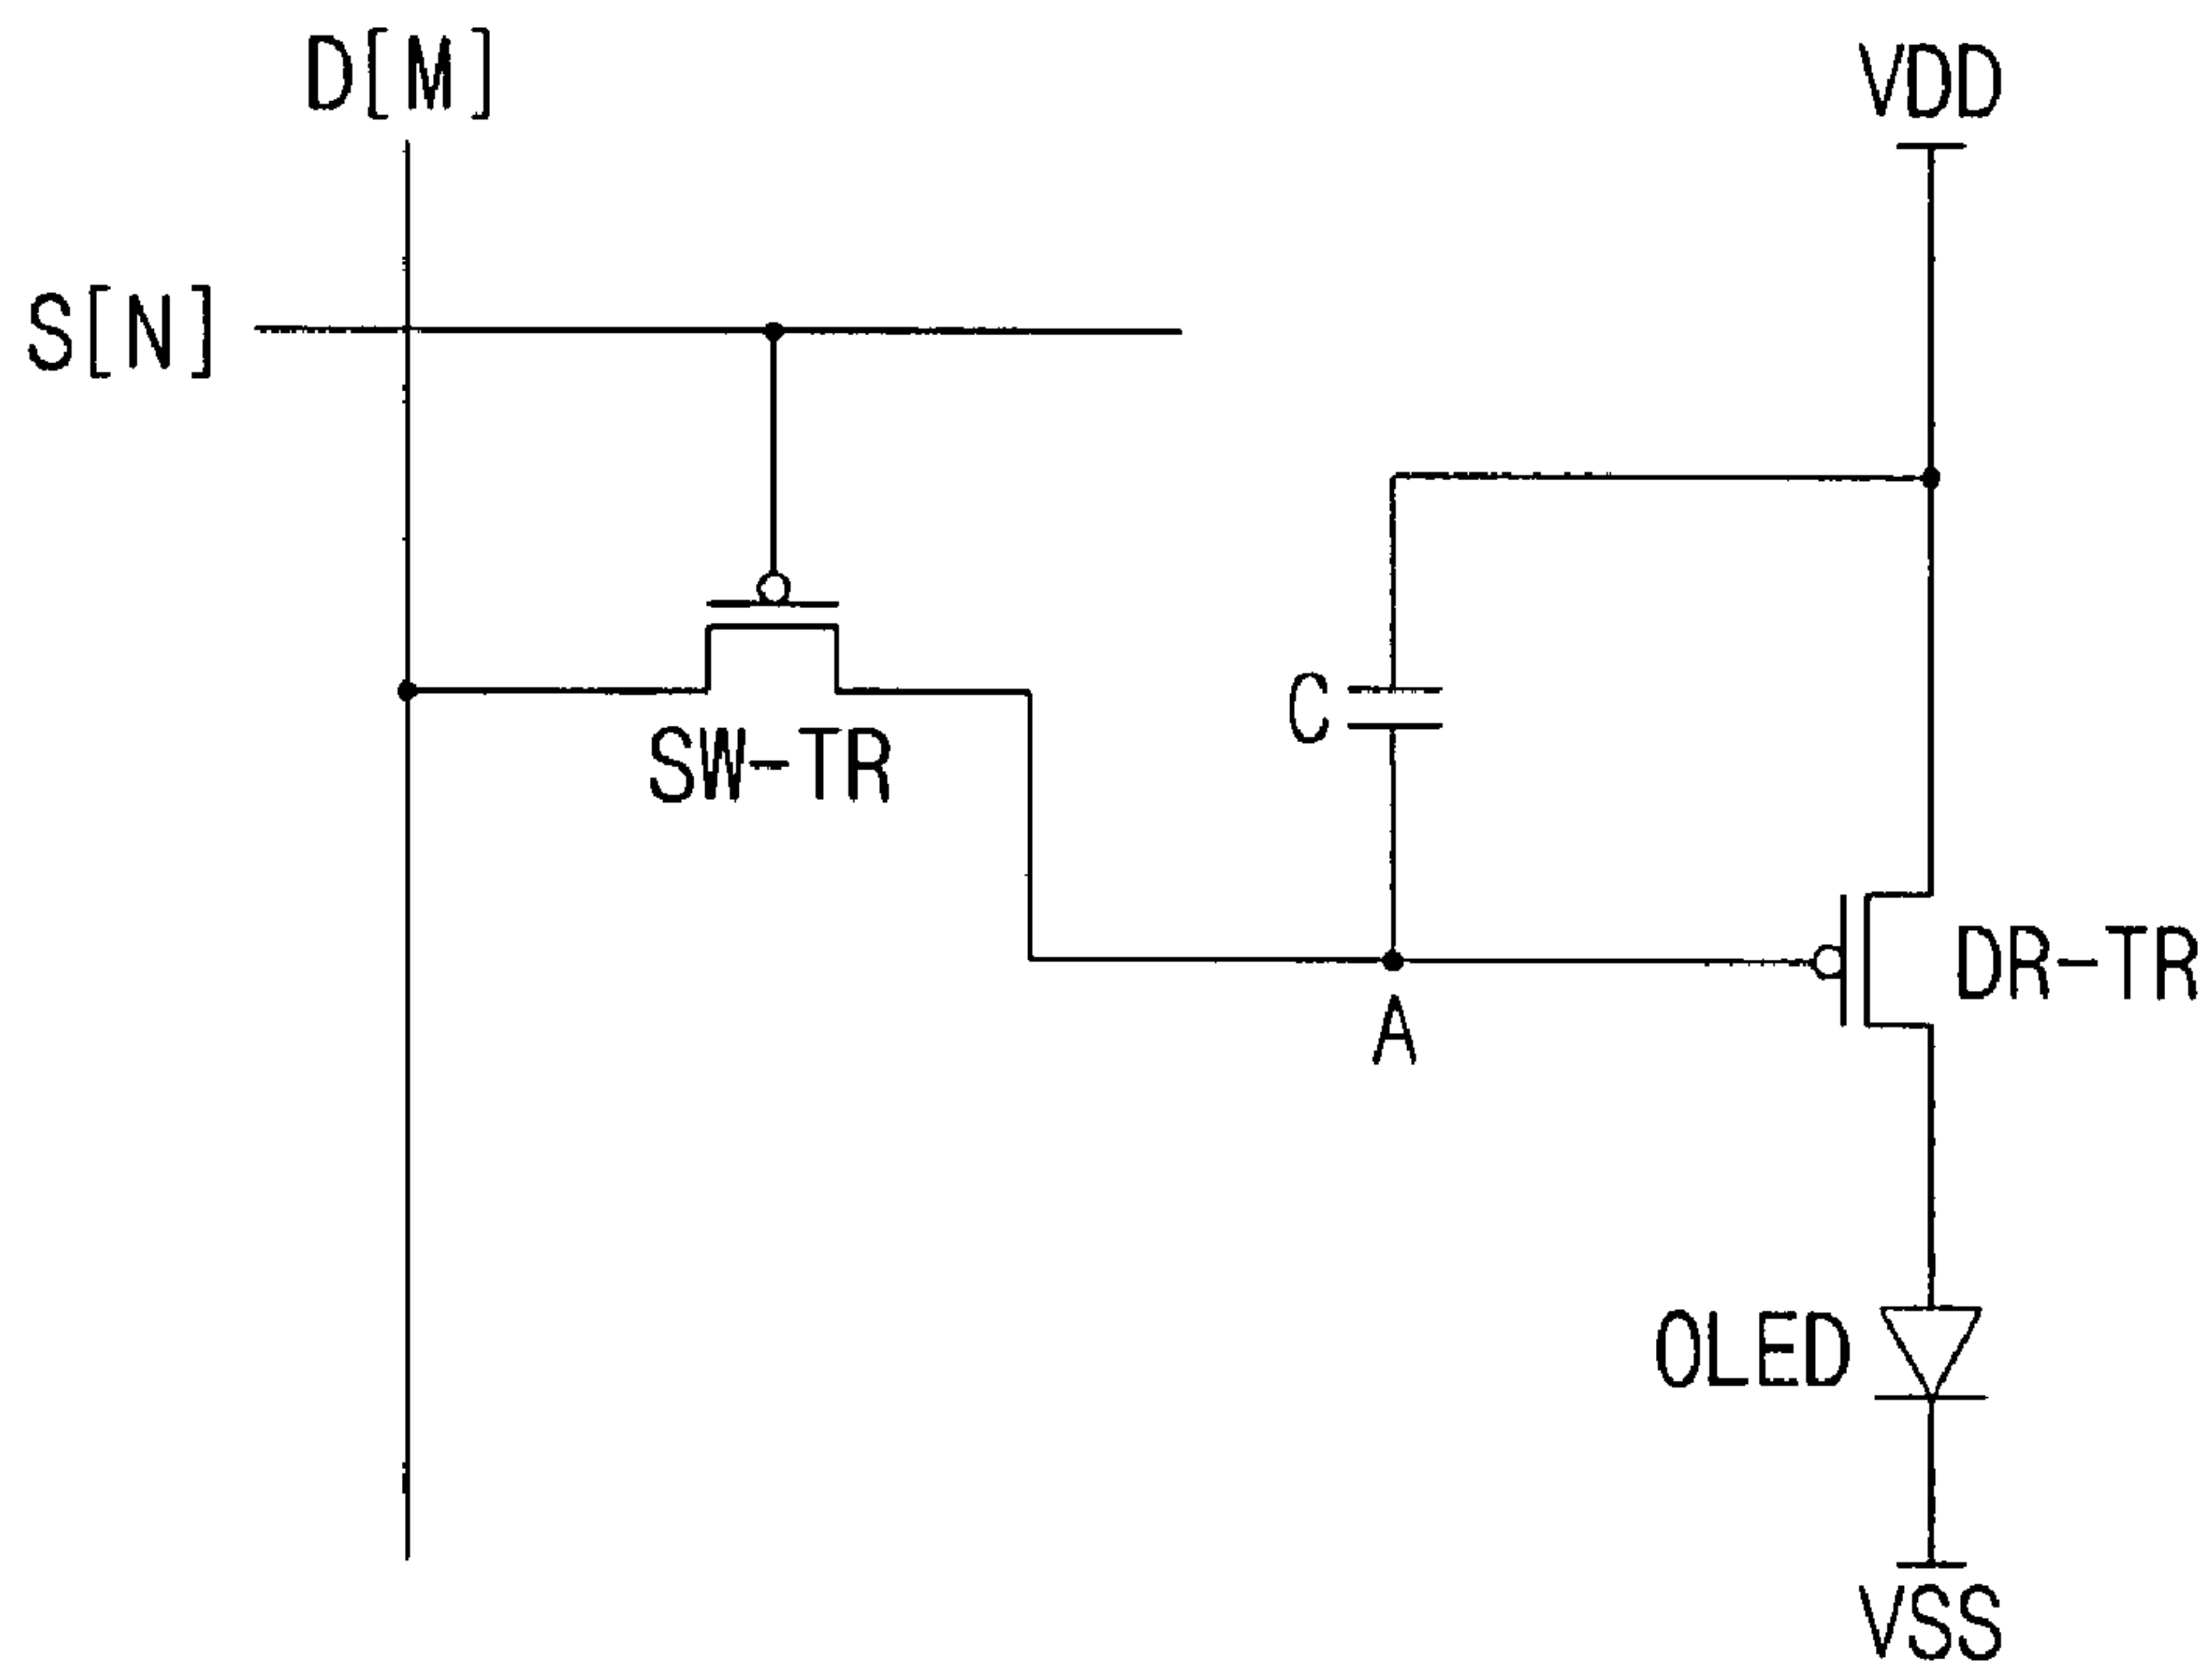 D[M]
VDD
S[N]
C
SW-TR
DR-TR
A
OLED
VSS